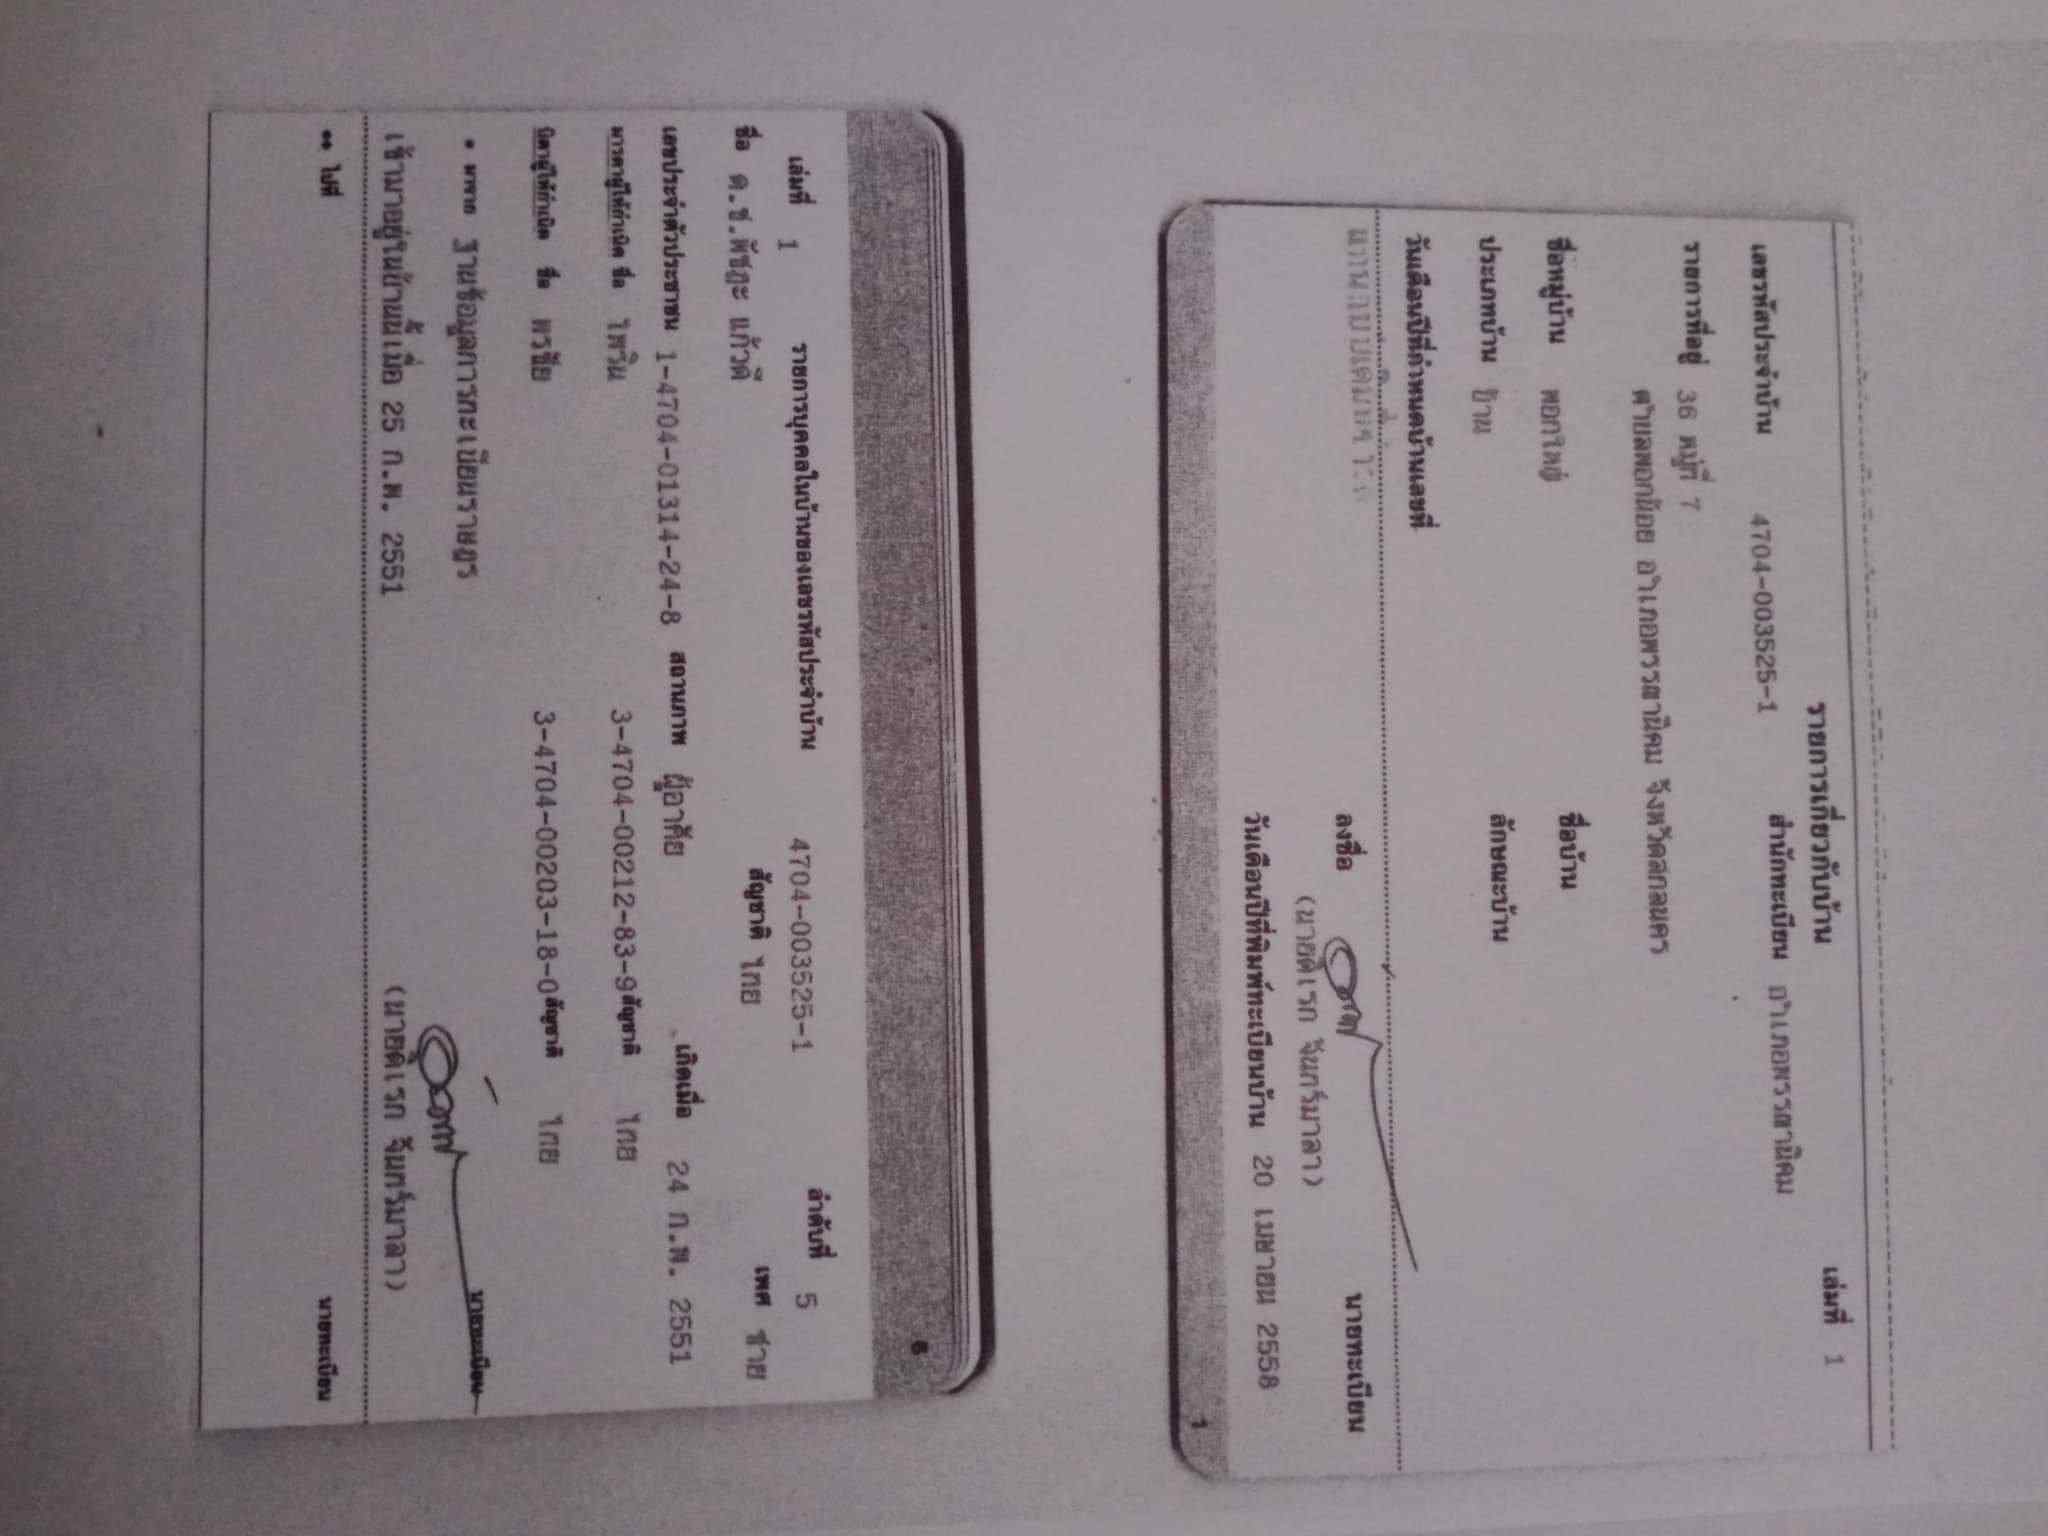 รายการเกี่ยวกับบ้าน เล่มที่ 1
เลขรหัสประจำบ้าน 4704-003525-1 สำนักทะเบียน อำเภอพรรณานิคม
รายการที่อยู่ 36 หมู่ที่ 7
ตำบลพอกน้อย อำเภอพรรณานิคม จังหวัดสกลนคร
ชื่อหมู่บ้าน พอกใหญ่ ชื่อบ้าน
ประเภทบ้าน บ้าน ลักษณะบ้าน
วันเดือนปีที่กำหนดบ้านเลขที่
ลงชื่อ นายทะเบียน
(นายดิเรก จันทร์มาลา)
วันเดือนปีที่พิมพ์ทะเบียนบ้าน 20 เมษายน 2558
1
6
เล่มที่ 1 รายการบุคคลในบ้านของเลขรหัสประจำบ้าน 4704-003525-1 ลำดับที่ 5
ชื่อ ด.ช.พัชฎะ แก้วดี สัญชาติ ไทย เพศ ชาย
เลขประจำตัวประชาชน 1-4704-01314-24-8 สถานภาพ ผู้อาศัย เกิดเมื่อ 24 ก.พ. 2551
มารดาผู้ให้กำเนิด ชื่อ ไพวิน 3-4704-00212-83-9 สัญชาติ ไทย
บิดาผู้ให้กำเนิด ชื่อ พรชัย 3-4704-00203-18-0 สัญชาติ ไทย
* มาจาก ฐานข้อมูลการทะเบียนราษฎร นายทะเบียน
เข้ามาอยู่ในบ้านนี้เมื่อ 25 ก.พ. 2551 (นายดิเรก จันทร์มาลา)
** ไปที่ นายทะเบียน